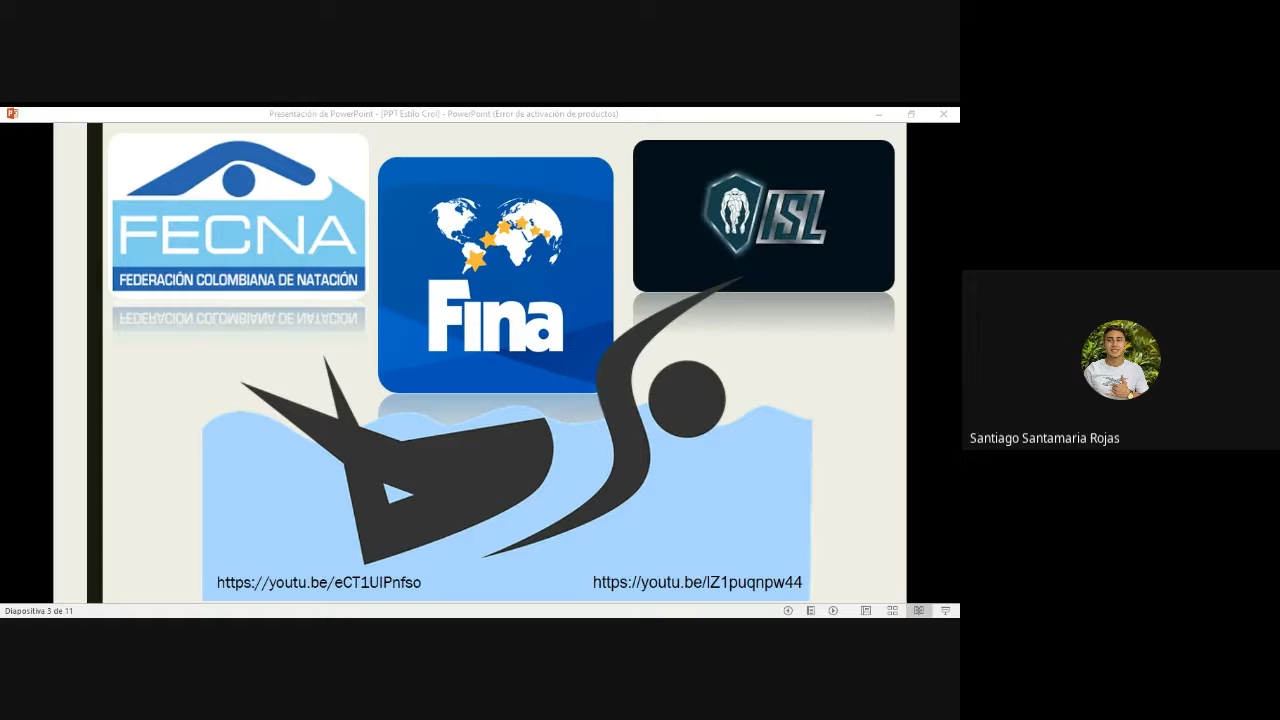 Presentación de PowerPoint - [PPT Estilo Crol] - PowerPoint (Error de activación de productos)
FECNA
FEDERACIÓN COLOMBIANA DE NATACIÓN
Fina
ISL
https://youtu.be/eCT1UIPnfso
https://youtu.be/lZ1puqnpw44
Diapositiva 3 de 11
Santiago Santamaria Rojas